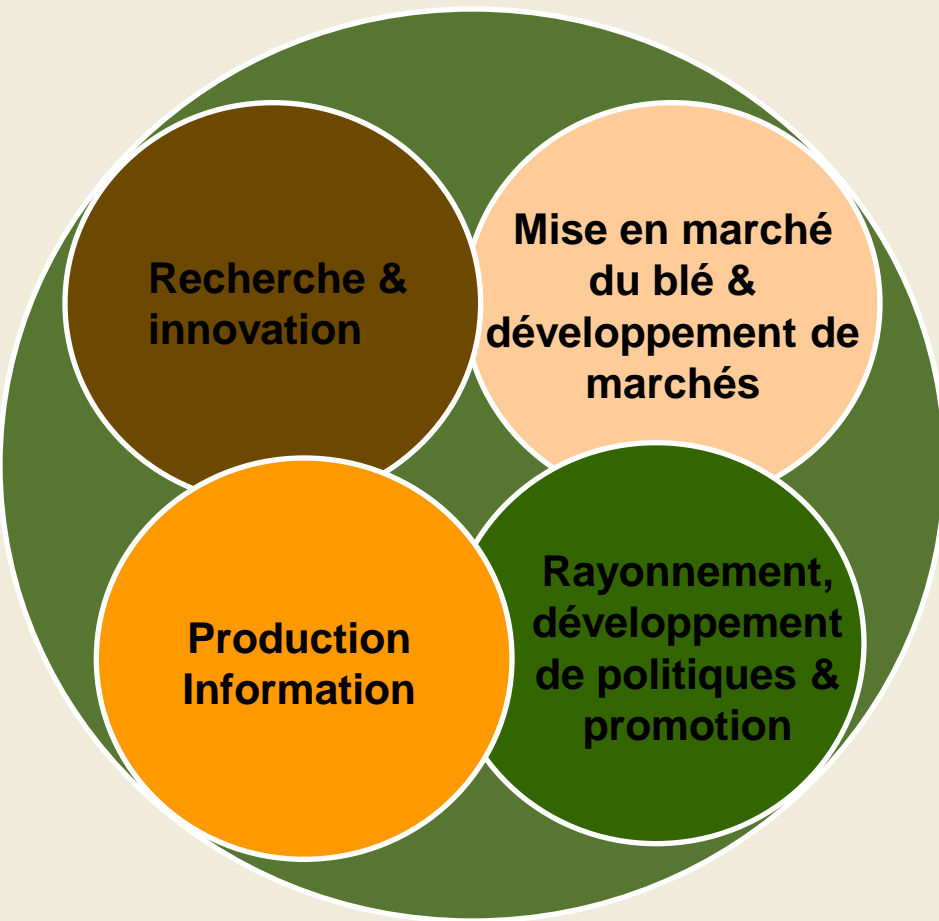 Recherche &
innovation
Mise en marché
du blé &
développement de
marchés
Production
Information
Rayonnement,
développement
de politiques &
promotion